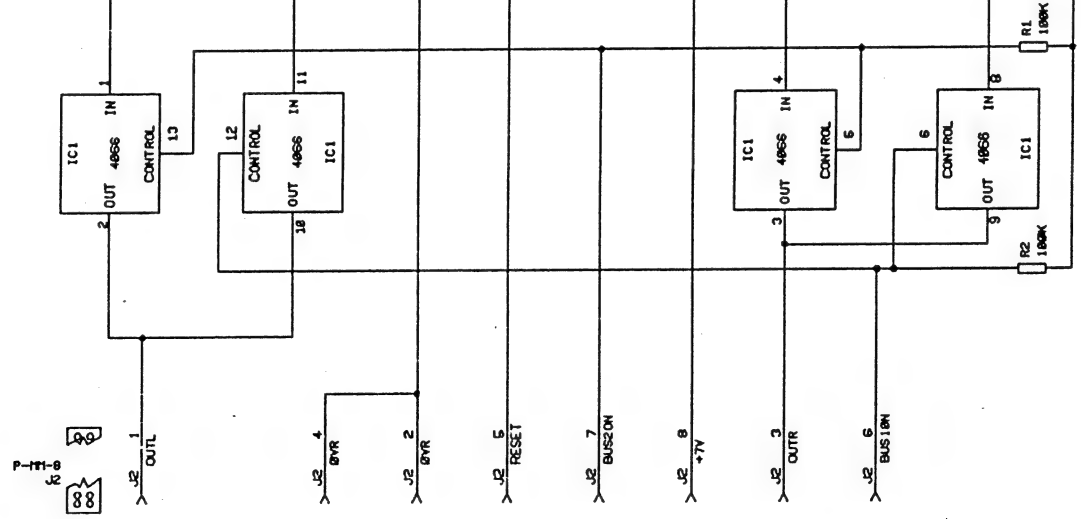 R1
100K
1
IN
IC1
4066
OUT
CONTROL
13
2
11
IN
12
CONTROL
4066
IC1
10
4
IN
IC1
4066
OUT
CONTROL
5
3
8
IN
6
CONTROL
4066
OUT
IC1
9
R2
100K
P-MM-8
J2
J2
1
OUTL
J2
4
0VR
J2
2
0VR
J2
5
RESET
J2
7
BUS2ON
J2
8
+7V
J2
3
OUTR
J2
6
BUS1ON